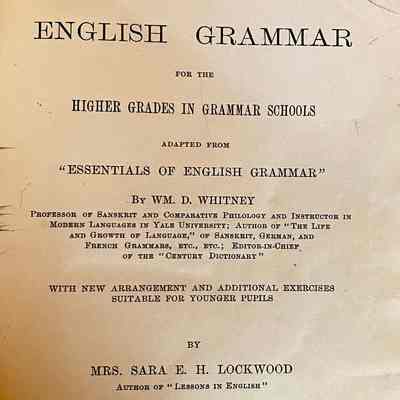 ENGLISH GRAMMAR
FOR THE
HIGHER GRADES IN GRAMMAR SCHOOLS
ADAPTED FROM
"ESSENTIALS OF ENGLISH GRAMMAR"
BY WM. D. WHITNEY
PROFESSOR OF SANSKRIT AND COMPARATIVE PHILOLOGY AND INSTRUCTOR IN
MODERN LANGUAGES IN YALE UNIVERSITY; AUTHOR OF "THE LIFE
AND GROWTH OF LANGUAGE," OF SANSKRIT, GERMAN, AND
FRENCH GRAMMARS, ETC., ETC.; EDITOR-IN-CHIEF
OF THE "CENTURY DICTIONARY"
WITH NEW ARRANGEMENT AND ADDITIONAL EXERCISES
SUITABLE FOR YOUNGER PUPILS
BY
MRS. SARA E. H. LOCKWOOD
AUTHOR OF "LESSONS IN ENGLISH"